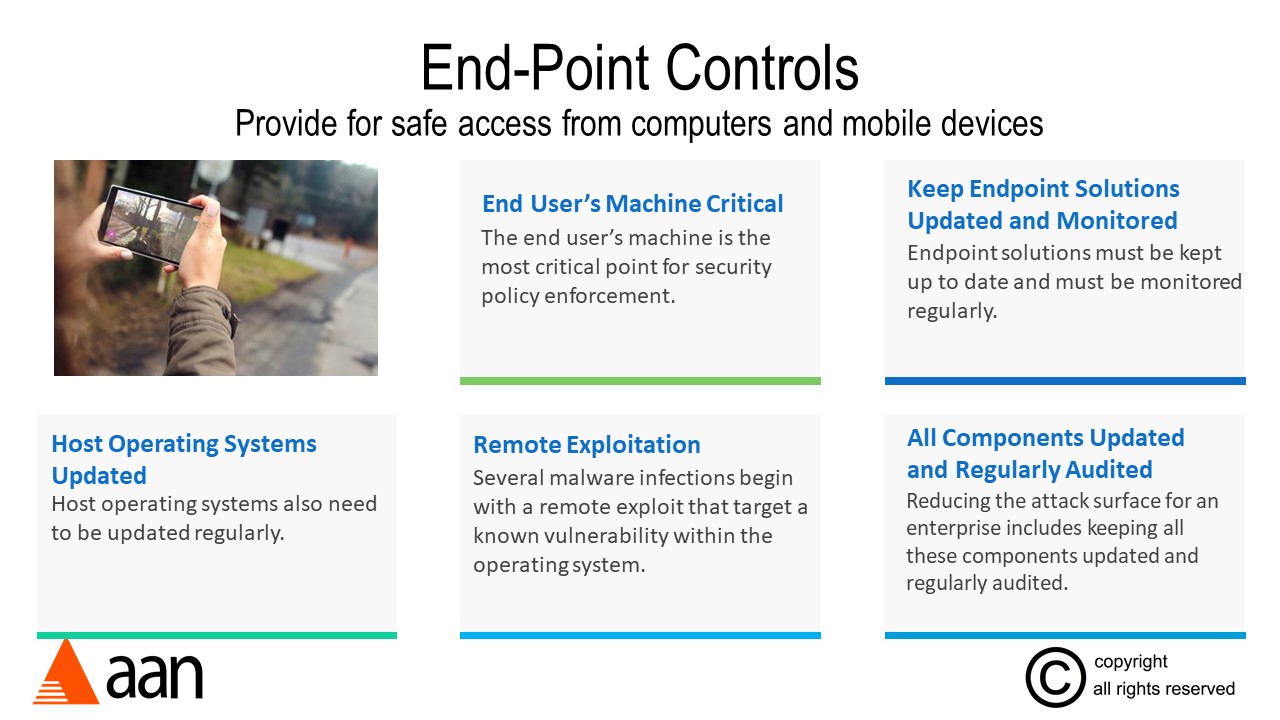 End-Point Controls
Provide for safe access from computers and mobile devices
End User’s Machine Critical
The end user’s machine is the
most critical point for security
policy enforcement.
Keep Endpoint Solutions
Updated and Monitored
Endpoint solutions must be kept
up to date and must be monitored
regularly.
Host Operating Systems
Updated
Host operating systems also need
to be updated regularly.
Remote Exploitation
Several malware infections begin
with a remote exploit that target a
known vulnerability within the
operating system.
All Components Updated
and Regularly Audited
Reducing the attack surface for an
enterprise includes keeping all
these components updated and
regularly audited.
aan
© copyright
all rights reserved